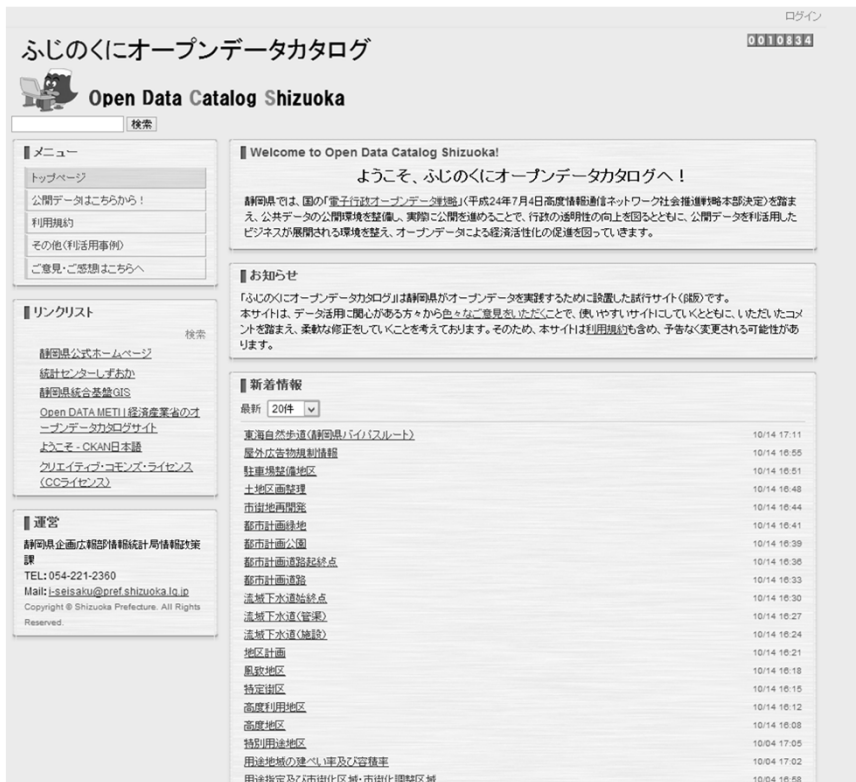 ログイン
ふじのくにオープンデータカタログ
0010834
Open Data Catalog Shizuoka
検索
メニュー
トップページ
公開データはこちらから！
利用規約
その他(利活用事例)
ご意見・ご感想はこちらへ
リンクリスト
検索
静岡県公式ホームページ
統計センターしずおか
静岡県統合基盤GIS
Open DATA METI | 経済産業省のオ
ープンデータカタログサイト
ようこそ - CKAN日本語
クリエイティブ・コモンズ・ライセンス
(CCライセンス)
運営
静岡県企画広報部情報統計局情報政策
課
TEL: 054-221-2360
Mail: i-seisaku@pref.shizuoka.lg.jp
Copyright © Shizuoka Prefecture. All Rights
Reserved.
Welcome to Open Data Catalog Shizuoka!
ようこそ、ふじのくにオープンデータカタログへ！
静岡県では、国の「電子行政オープンデータ戦略」(平成24年7月4日高度情報通信ネットワーク社会推進戦略本部決定)を踏ま
え、公共データの公開環境を整備し、実際に公開を進めることで、行政の透明性の向上を図るとともに、公開データを利活用した
ビジネスが展開される環境を整え、オープンデータによる経済活性化の促進を図っていきます。
お知らせ
「ふじのくにオープンデータカタログ」は静岡県がオープンデータを実践するために設置した試行サイト(β版)です。
本サイトは、データ活用に関心がある方々から色々なご意見をいただくことで、使いやすいサイトにしていくとともに、いただいたコメ
ントを踏まえ、柔軟な修正をしていくことを考えております。そのため、本サイトは利用規約も含め、予告なく変更される可能性があ
ります。
新着情報
最新 20件
東海自然歩道(静岡県バイパスルート) 10/14 17:11
屋外広告物規制情報 10/14 16:55
駐車場整備地区 10/14 16:51
土地区画整理 10/14 16:48
市街地再開発 10/14 16:44
都市計画緑地 10/14 16:41
都市計画公園 10/14 16:39
都市計画道路起終点 10/14 16:36
都市計画道路 10/14 16:33
流域下水道始終点 10/14 16:30
流域下水道(管渠) 10/14 16:27
流域下水道(施設) 10/14 16:24
地区計画 10/14 16:21
風致地区 10/14 16:18
特定街区 10/14 16:15
高度利用地区 10/14 16:12
高度地区 10/14 16:08
特別用途地区 10/04 17:05
用途地域の建ぺい率及び容積率 10/04 17:02
用途指定及び市街化区域・市街化調整区域 10/04 16:58